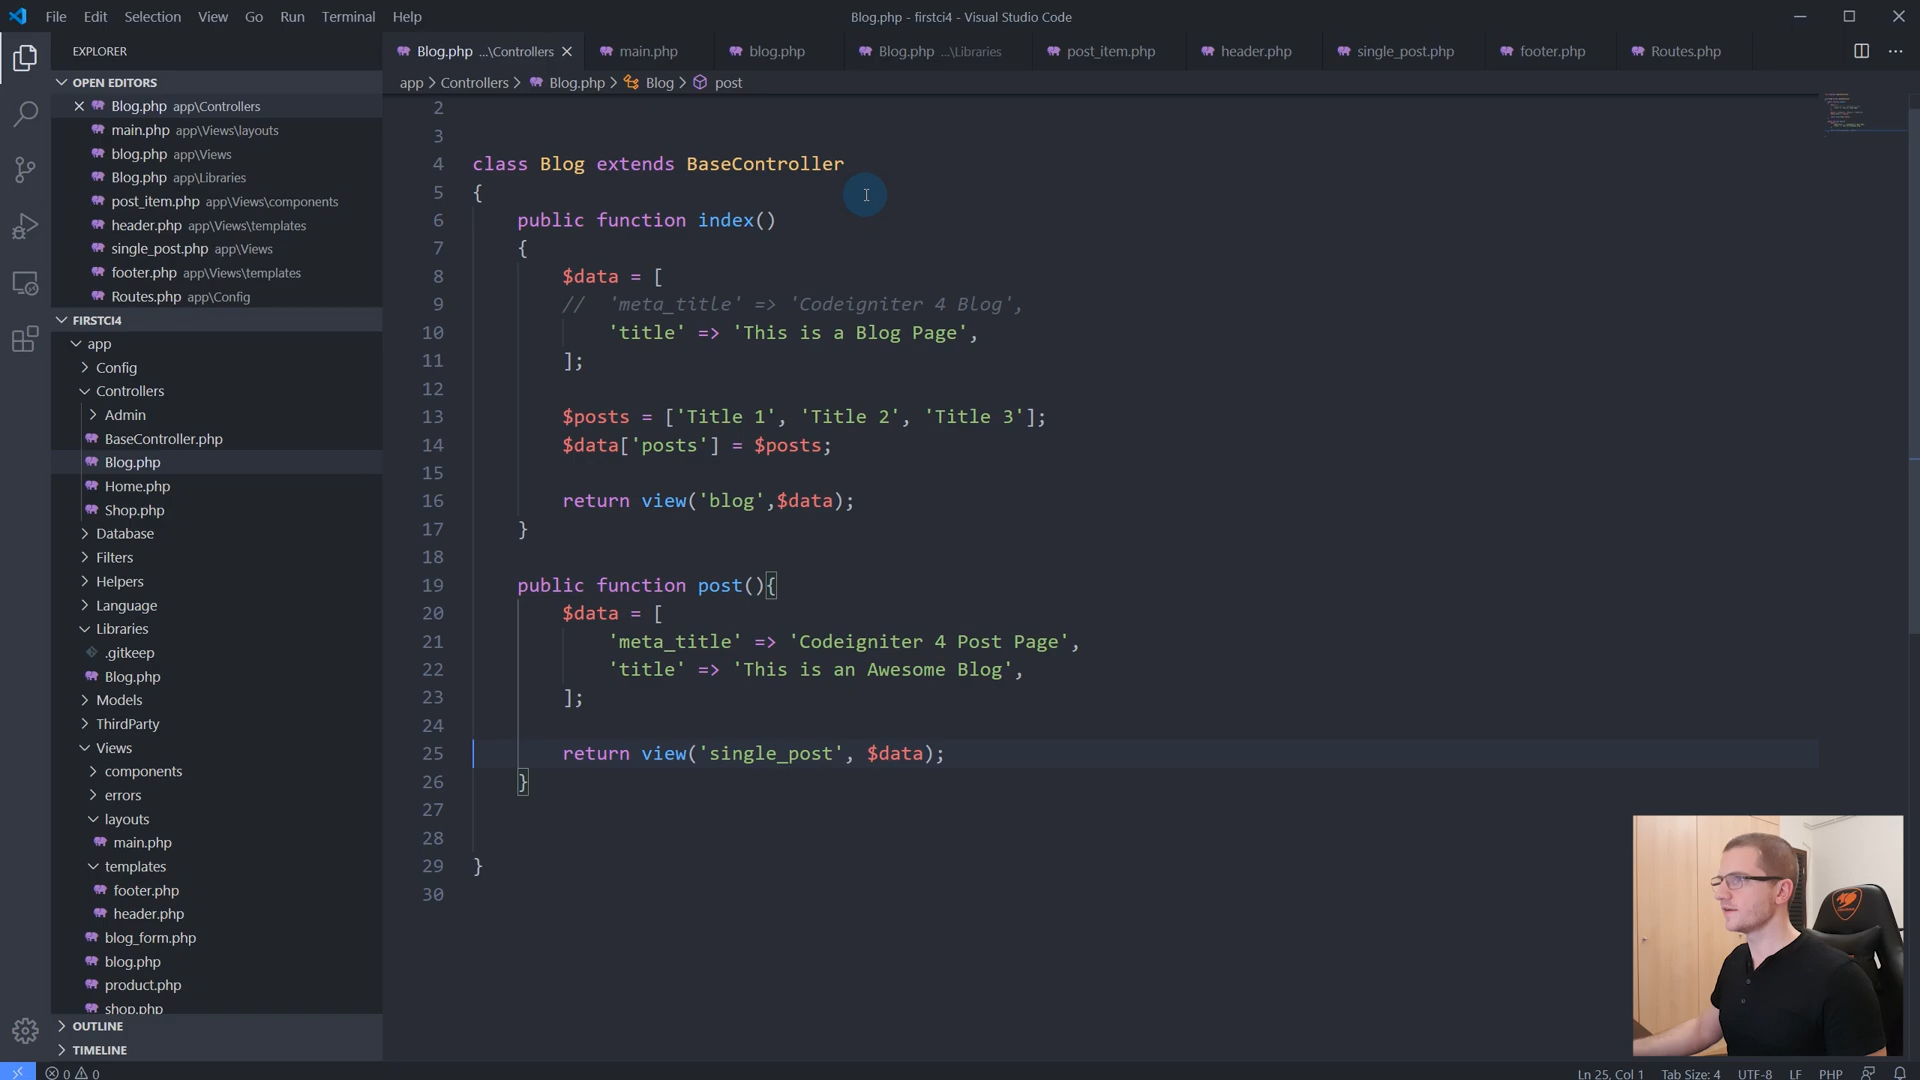 File Edit Selection View Go Run Terminal Help
Blog.php - firstci4 - Visual Studio Code
EXPLORER
Blog.php ...\Controllers
main.php
blog.php
Blog.php ...\Libraries
post_item.php
header.php
single_post.php
footer.php
Routes.php
app > Controllers > Blog.php > Blog > post
OPEN EDITORS
Blog.php app\Controllers
main.php app\Views\layouts
blog.php app\Views
Blog.php app\Libraries
post_item.php app\Views\components
header.php app\Views\templates
single_post.php app\Views
footer.php app\Views\templates
Routes.php app\Config
FIRSTCI4
app
Config
Controllers
Admin
BaseController.php
Blog.php
Home.php
Shop.php
Database
Filters
Helpers
Language
Libraries
.gitkeep
Blog.php
Models
ThirdParty
Views
components
errors
layouts
main.php
templates
footer.php
header.php
blog_form.php
blog.php
product.php
shop.php
OUTLINE
TIMELINE
2
3
4 class Blog extends BaseController
5 {
6 public function index()
7 {
8 $data = [
9 // 'meta_title' => 'Codeigniter 4 Blog',
10 'title' => 'This is a Blog Page',
11 ];
12
13 $posts = ['Title 1', 'Title 2', 'Title 3'];
14 $data['posts'] = $posts;
15
16 return view('blog',$data);
17 }
18
19 public function post(){
20 $data = [
21 'meta_title' => 'Codeigniter 4 Post Page',
22 'title' => 'This is an Awesome Blog',
23 ];
24
25 return view('single_post', $data);
26 }
27
28
29 }
30
0 0
Ln 25, Col 1 Tab Size: 4 UTF-8 LF PHP